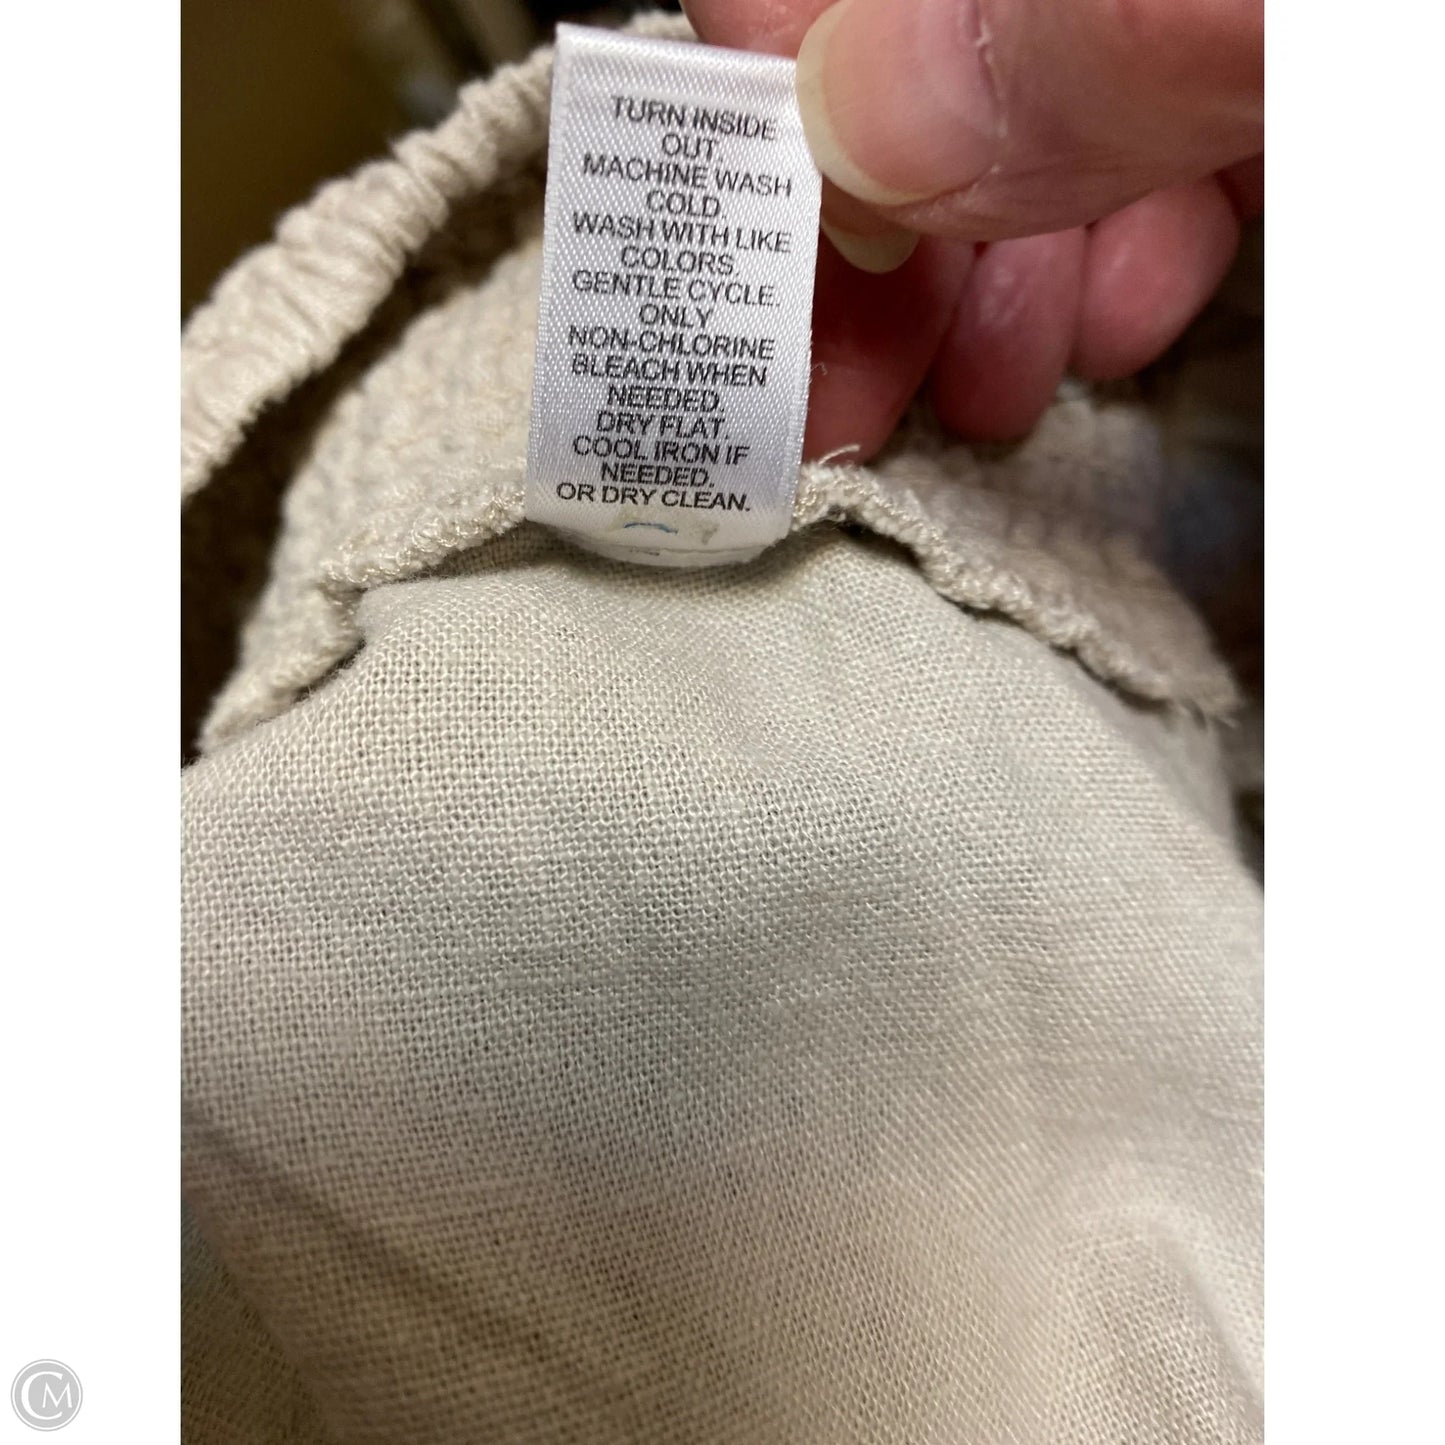 TURN INSIDE
OUT.
MACHINE WASH
COLD.
WASH WITH LIKE
COLORS.
GENTLE CYCLE.
ONLY
NON-CHLORINE
BLEACH WHEN
NEEDED.
DRY FLAT.
COOL IRON IF
NEEDED.
OR DRY CLEAN.
CM